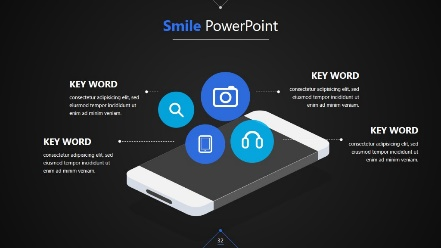 Smile PowerPoint
KEY WORD
consectetur adipisicing elit, sed
eiusmod tempor incididunt ut
enim ad minim veniam.
KEY WORD
consectetur adipisicing elit, sed
eiusmod tempor incididunt ut
enim ad minim veniam.
KEY WORD
consectetur adipisicing elit, sed
eiusmod tempor incididunt ut
enim ad minim veniam.
KEY WORD
consectetur adipisicing elit, sed
eiusmod tempor incididunt ut
enim ad minim veniam.
32